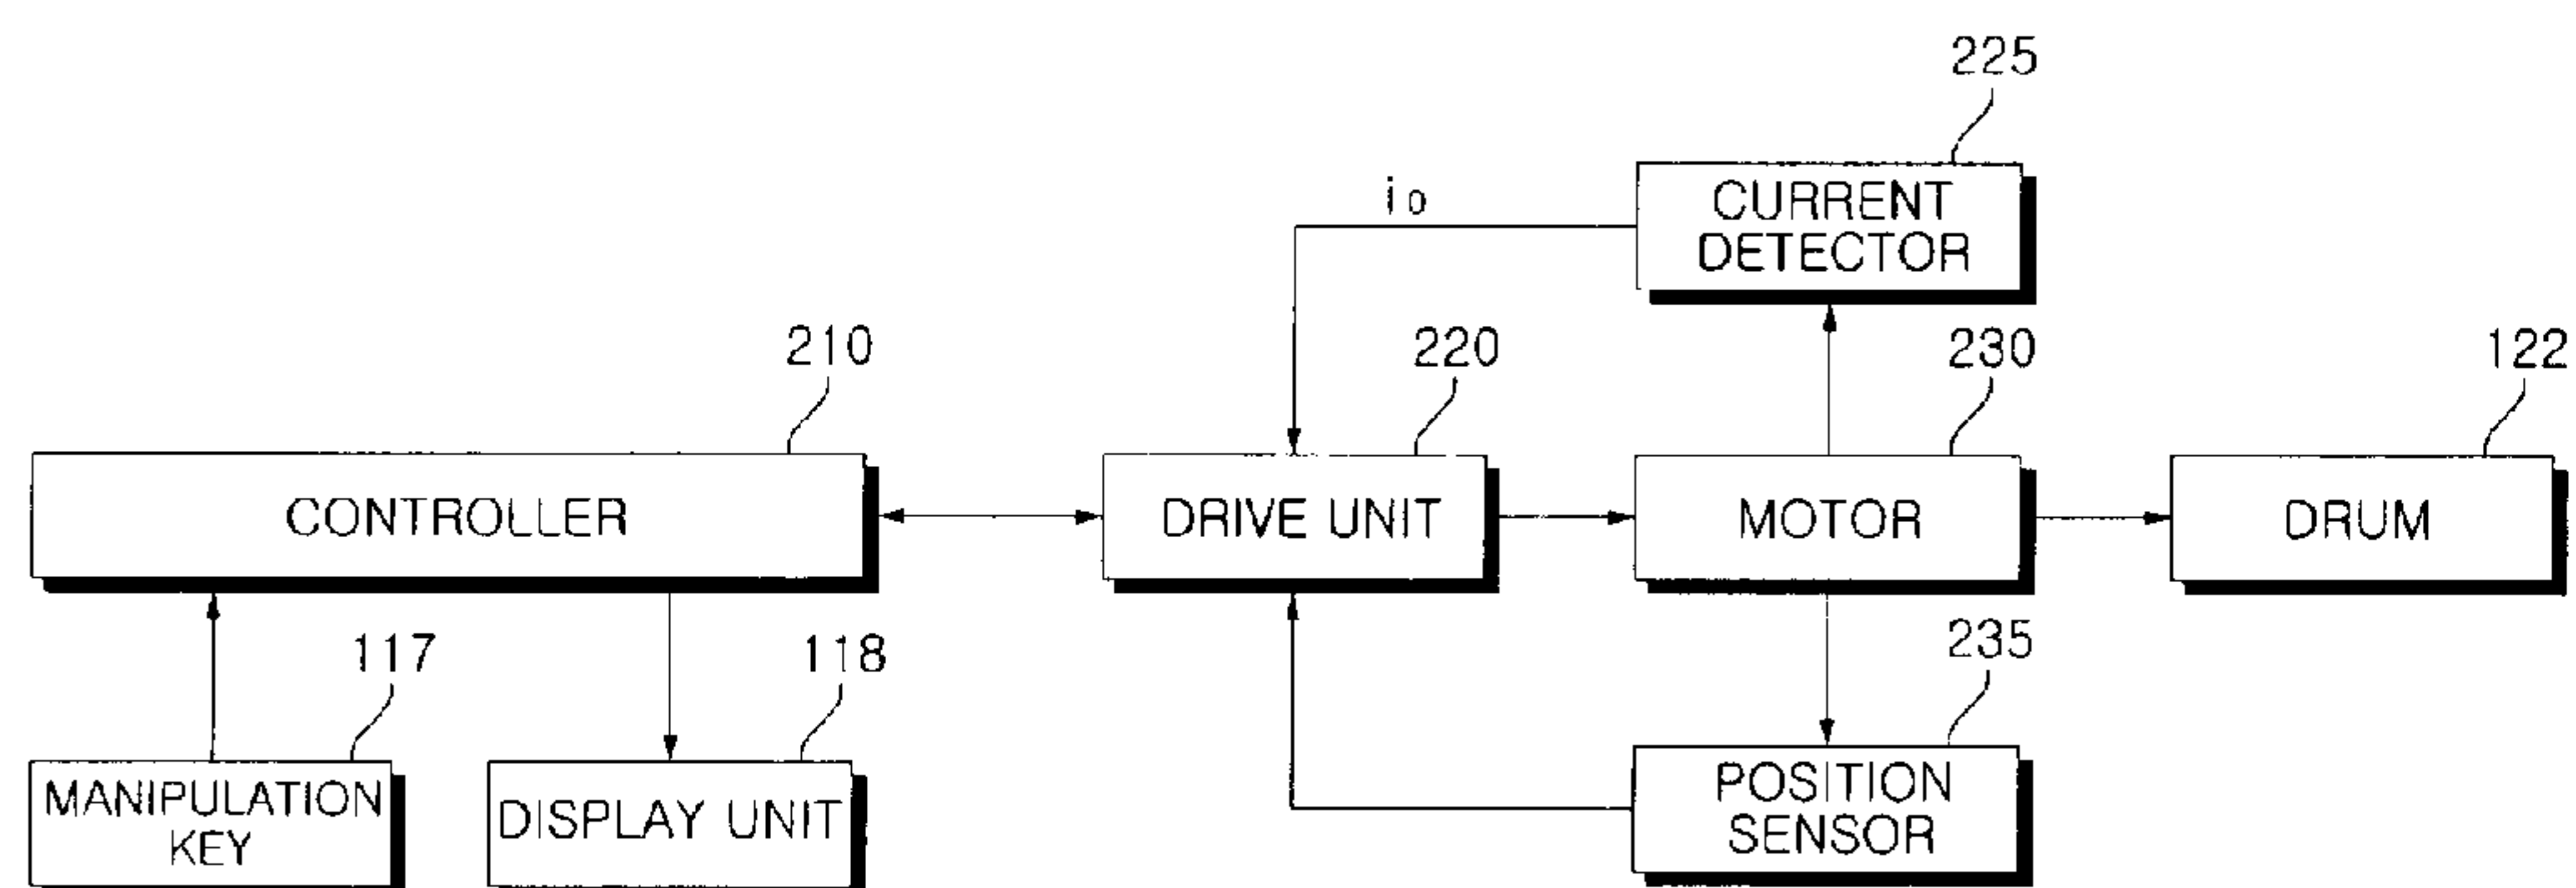 225
i o
CURRENT
DETECTOR
210
220
230
122
CONTROLLER
DRIVE UNIT
MOTOR
DRUM
117
118
235
MANIPULATION
KEY
DISPLAY UNIT
POSITION
SENSOR